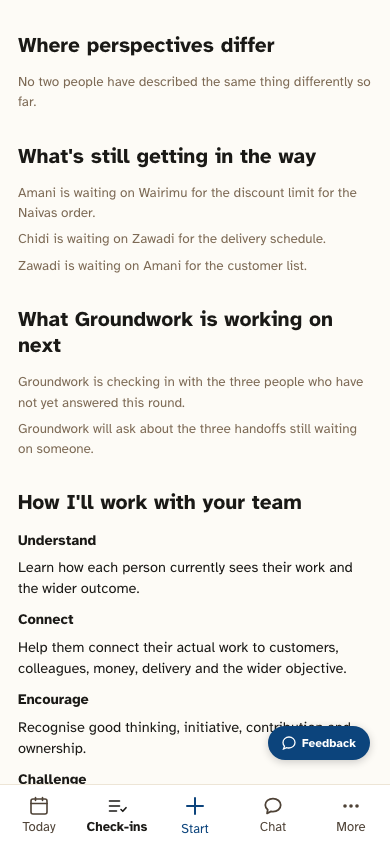 Where perspectives differ
No two people have described the same thing differently so
far.
What's still getting in the way
Amani is waiting on Wairimu for the discount limit for the
Naivas order.
Chidi is waiting on Zawadi for the delivery schedule.
Zawadi is waiting on Amani for the customer list.
What Groundwork is working on
next
Groundwork is checking in with the three people who have
not yet answered this round.
Groundwork will ask about the three handoffs still waiting
on someone.
How I'll work with your team
Understand
Learn how each person currently sees their work and
the wider outcome.
Connect
Help them connect their actual work to customers,
colleagues, money, delivery and the wider objective.
Encourage
Recognise good thinking, initiative, contribution and
ownership.
Feedback
Challenge
Today
Check-ins
Start
Chat
More